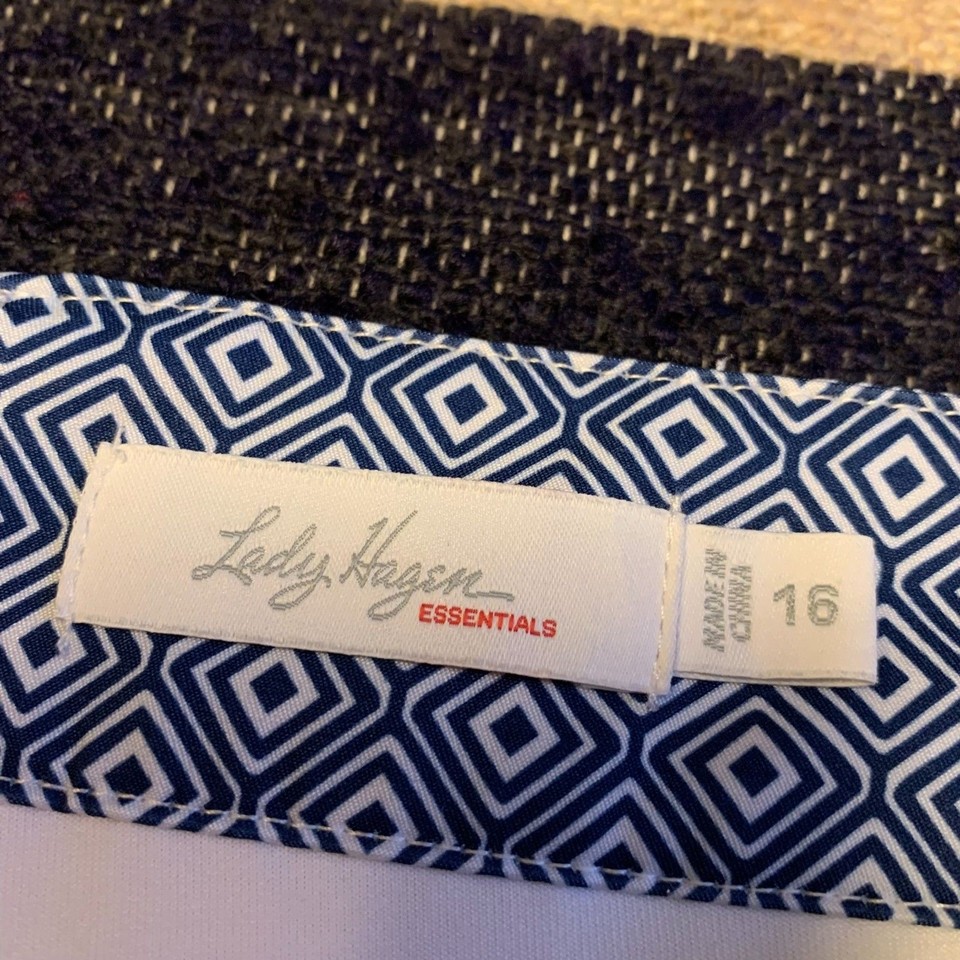 Lady Hagen
ESSENTIALS
MADE IN
CHINA
16